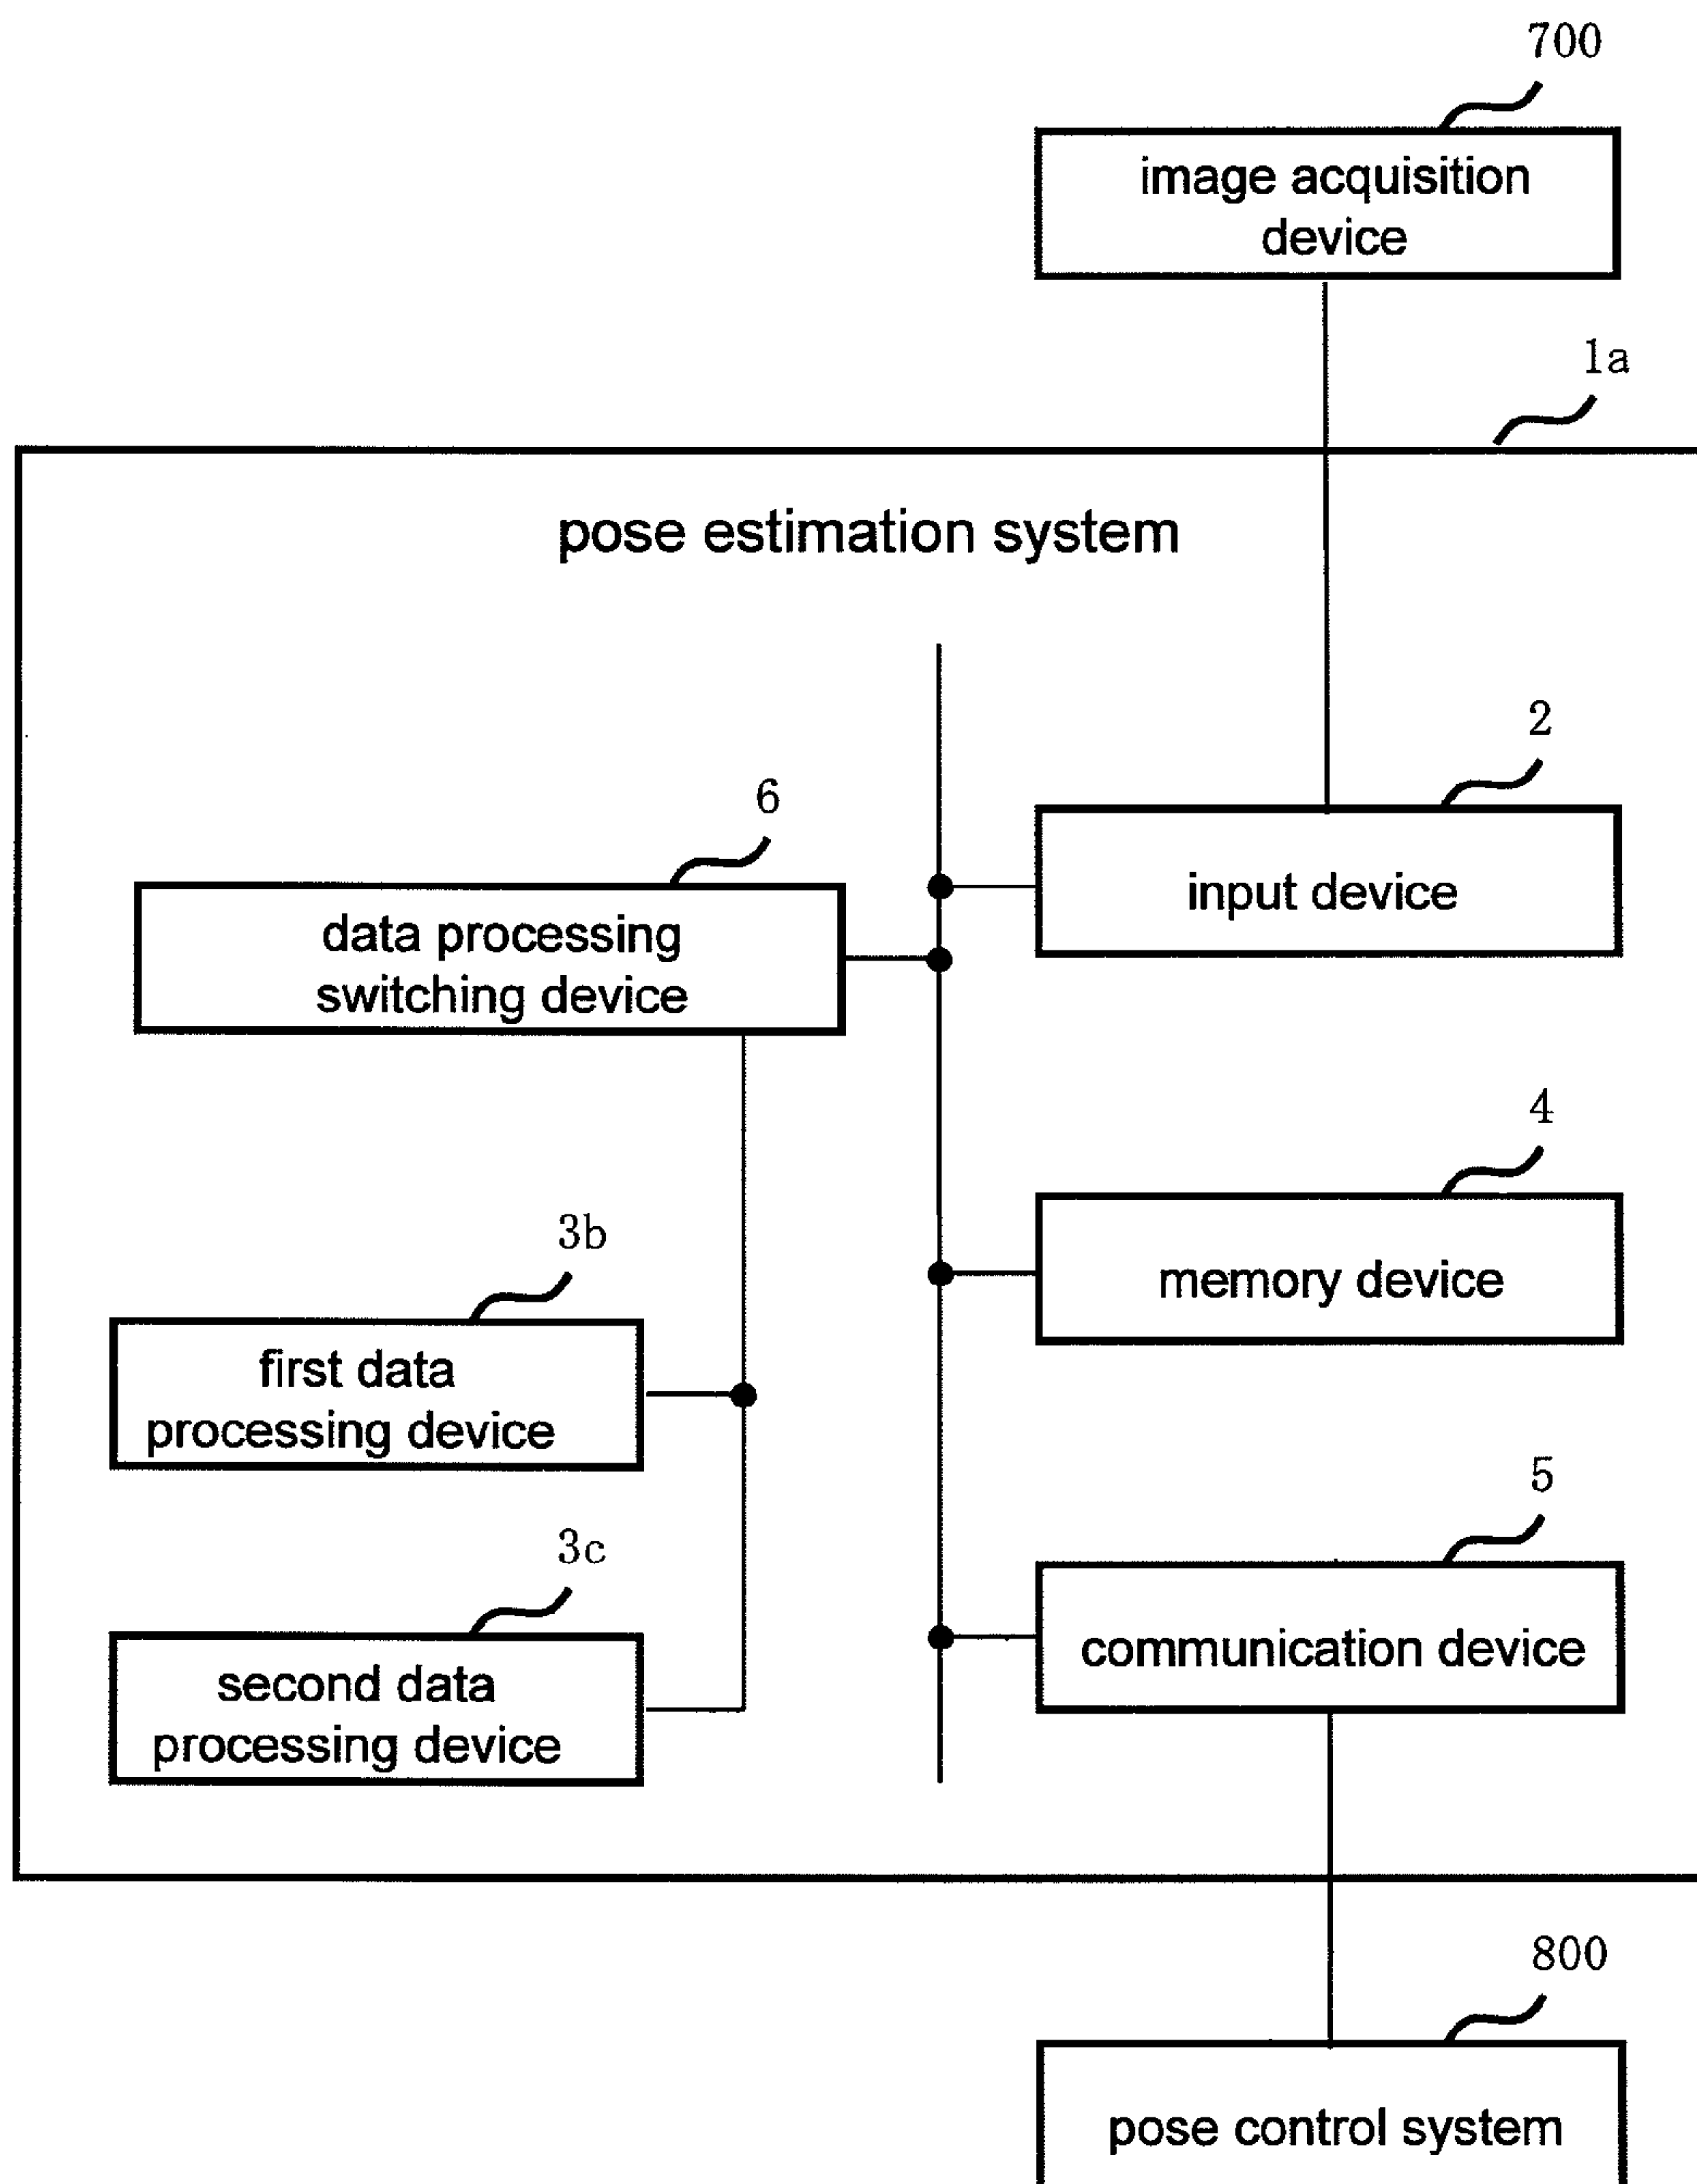 700
image acquisition
device
1a
pose estimation system
2
input device
6
data processing
switching device
4
memory device
3b
first data
processing device
5
communication device
3c
second data
processing device
800
pose control system